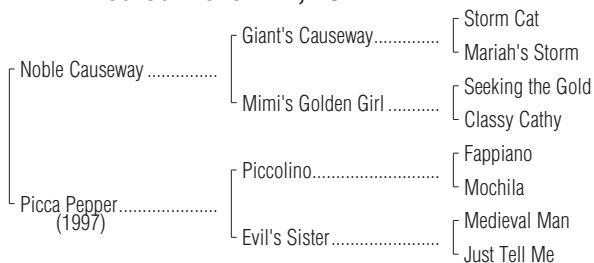 Storm Cat
Giant's Causeway..............
Mariah's Storm
Noble Causeway ...............
Seeking the Gold
Mimi's Golden Girl ...........
Classy Cathy
Fappiano
Piccolino...........................
Mochila
Picca Pepper.....................
(1997)
Medieval Man
Evil's Sister.......................
Just Tell Me